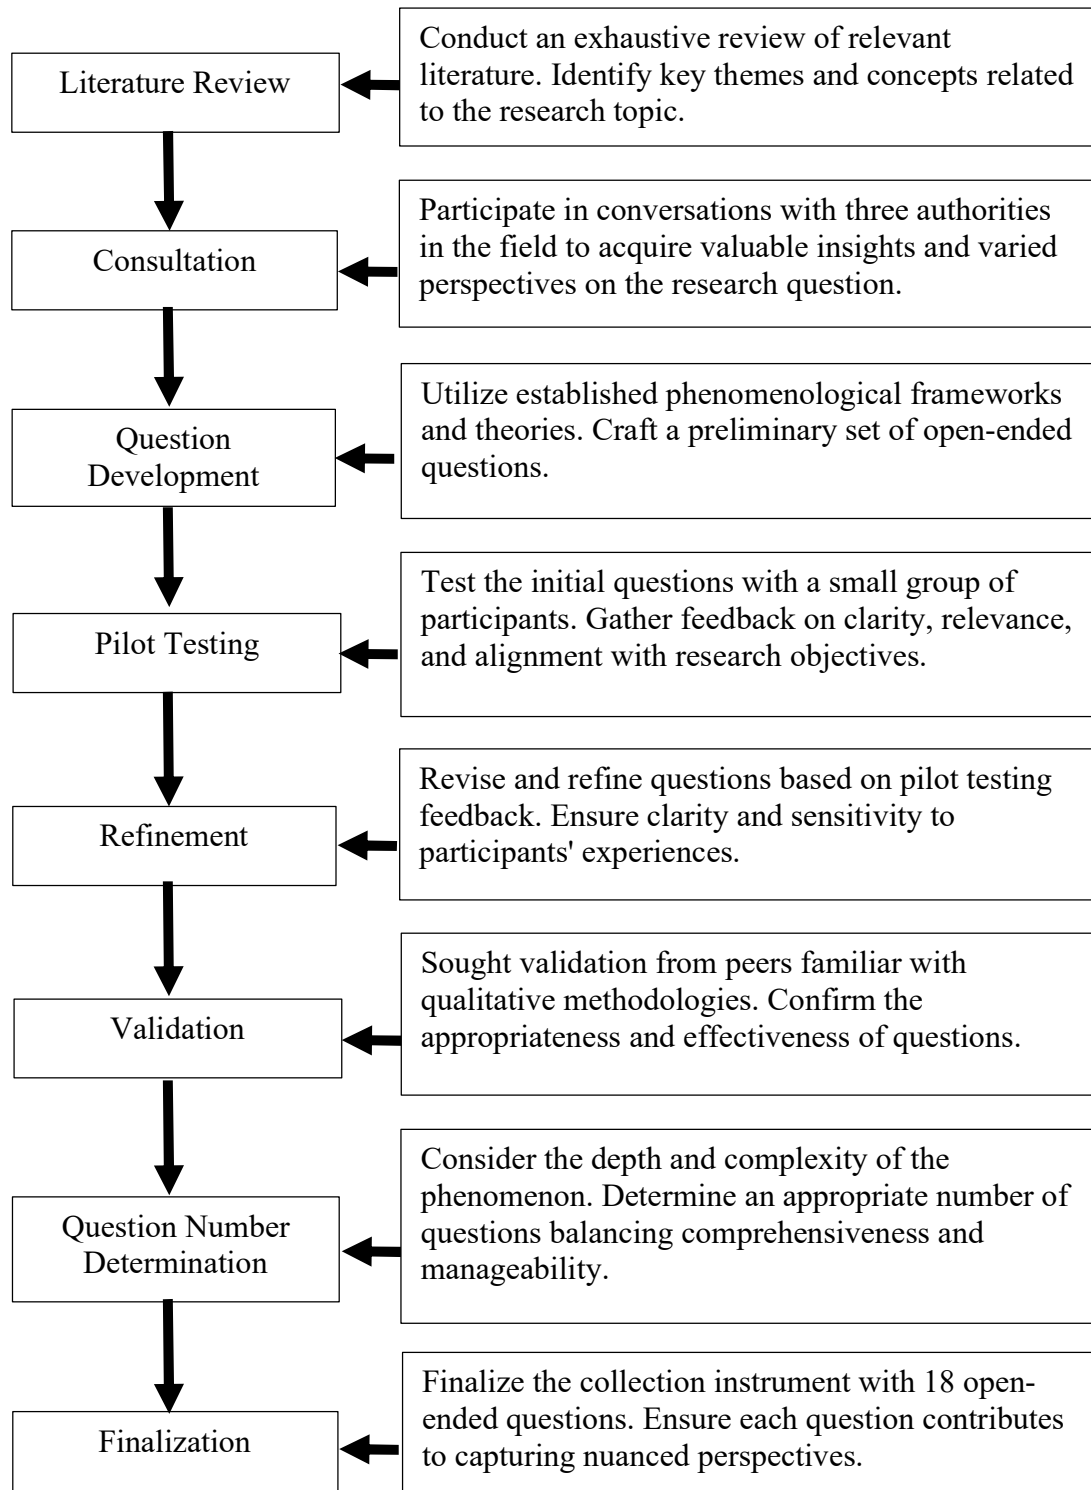 Literature Review
Conduct an exhaustive review of relevant
literature. Identify key themes and concepts related
to the research topic.
Consultation
Participate in conversations with three authorities
in the field to acquire valuable insights and varied
perspectives on the research question.
Question
Development
Utilize established phenomenological frameworks
and theories. Craft a preliminary set of open-ended
questions.
Pilot Testing
Test the initial questions with a small group of
participants. Gather feedback on clarity, relevance,
and alignment with research objectives.
Refinement
Revise and refine questions based on pilot testing
feedback. Ensure clarity and sensitivity to
participants' experiences.
Validation
Sought validation from peers familiar with
qualitative methodologies. Confirm the
appropriateness and effectiveness of questions.
Question Number
Determination
Consider the depth and complexity of the
phenomenon. Determine an appropriate number of
questions balancing comprehensiveness and
manageability.
Finalization
Finalize the collection instrument with 18 open-
ended questions. Ensure each question contributes
to capturing nuanced perspectives.